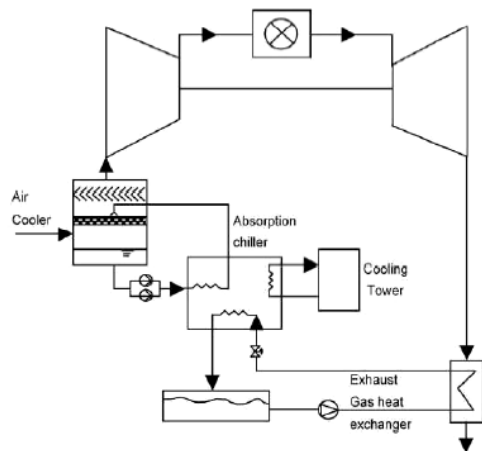 Air
Cooler
Absorption
chiller
Cooling
Tower
Exhaust
Gas heat
exchanger